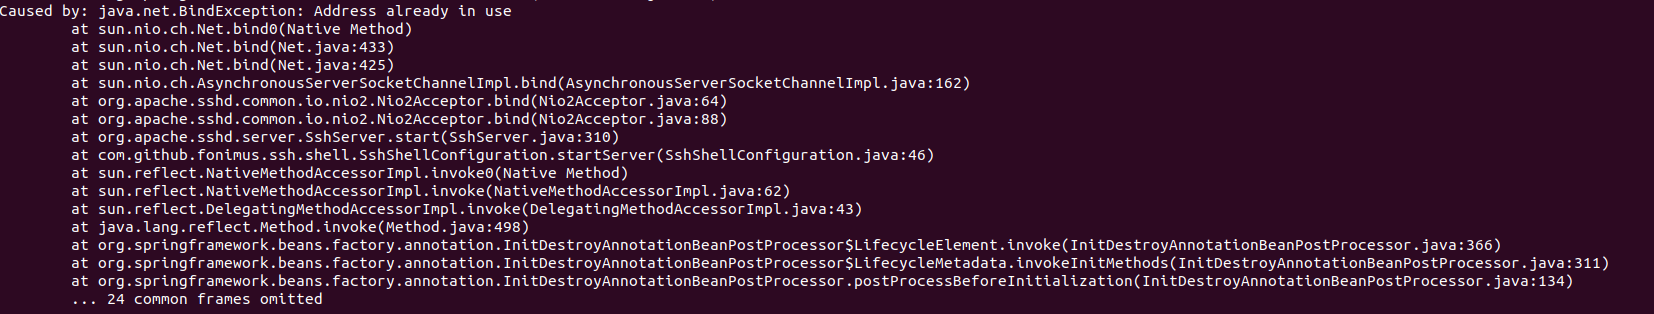 Caused by: java.net.BindException: Address already in use
at sun.nio.ch.Net.bind0(Native Method)
at sun.nio.ch.Net.bind(Net.java:433)
at sun.nio.ch.Net.bind(Net.java:425)
at sun.nio.ch.AsynchronousServerSocketChannelImpl.bind(AsynchronousServerSocketChannelImpl.java:162)
at org.apache.sshd.common.io.nio2.Nio2Acceptor.bind(Nio2Acceptor.java:64)
at org.apache.sshd.common.io.nio2.Nio2Acceptor.bind(Nio2Acceptor.java:88)
at org.apache.sshd.server.SshServer.start(SshServer.java:310)
at com.github.fonimus.ssh.shell.SshShellConfiguration.startServer(SshShellConfiguration.java:46)
at sun.reflect.NativeMethodAccessorImpl.invoke0(Native Method)
at sun.reflect.NativeMethodAccessorImpl.invoke(NativeMethodAccessorImpl.java:62)
at sun.reflect.DelegatingMethodAccessorImpl.invoke(DelegatingMethodAccessorImpl.java:43)
at java.lang.reflect.Method.invoke(Method.java:498)
at org.springframework.beans.factory.annotation.InitDestroyAnnotationBeanPostProcessor$LifecycleElement.invoke(InitDestroyAnnotationBeanPostProcessor.java:366)
at org.springframework.beans.factory.annotation.InitDestroyAnnotationBeanPostProcessor$LifecycleMetadata.invokeInitMethods(InitDestroyAnnotationBeanPostProcessor.java:311)
at org.springframework.beans.factory.annotation.InitDestroyAnnotationBeanPostProcessor.postProcessBeforeInitialization(InitDestroyAnnotationBeanPostProcessor.java:134)
... 24 common frames omitted